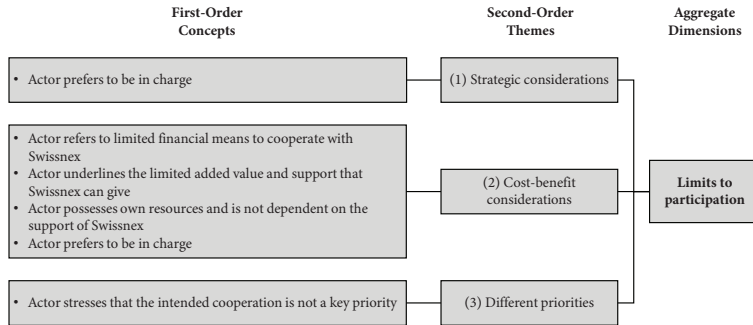 First-Order
Concepts
Second-Order
Themes
Aggregate
Dimensions
• Actor prefers to be in charge
(1) Strategic considerations
• Actor refers to limited financial means to cooperate with
Swissnex
• Actor underlines the limited added value and support that
Swissnex can give
• Actor possesses own resources and is not dependent on the
support of Swissnex
• Actor prefers to be in charge
(2) Cost-benefit
considerations
Limits to
participation
• Actor stresses that the intended cooperation is not a key priority
(3) Different priorities